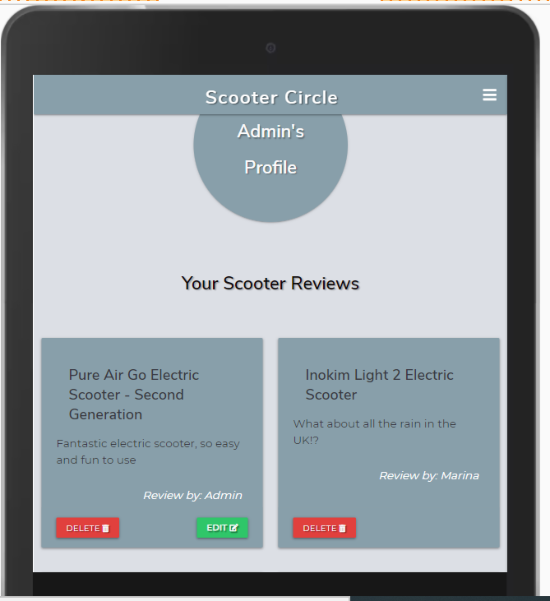 Scooter Circle
Admin's
Profile
Your Scooter Reviews
Pure Air Go Electric
Scooter - Second
Generation
Fantastic electric scooter, so easy
and fun to use
Review by: Admin
DELETE
EDIT
Inokim Light 2 Electric
Scooter
What about all the rain in the
UK!?
Review by: Marina
DELETE